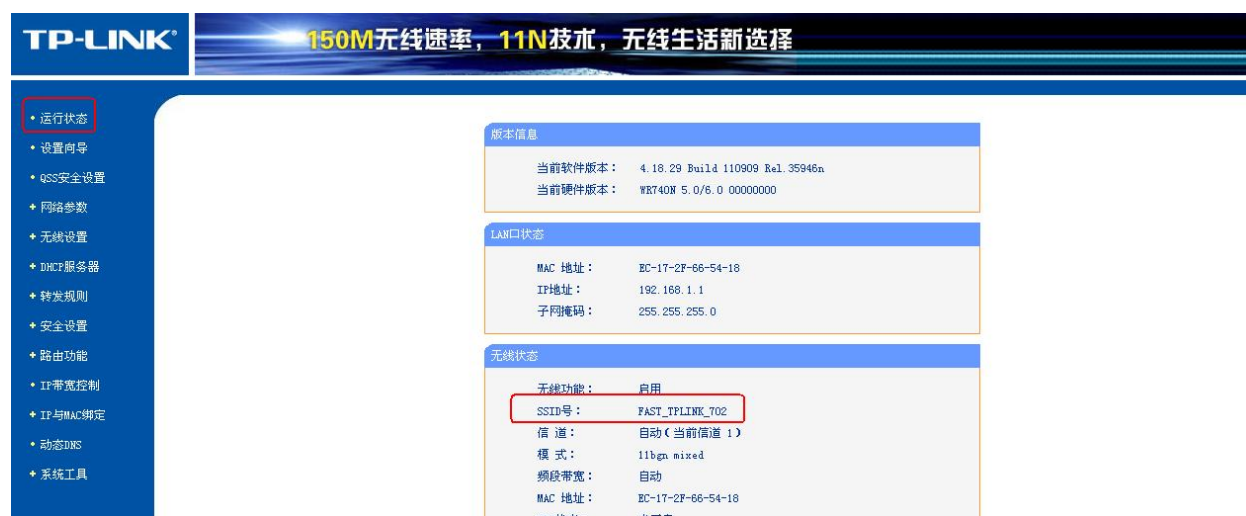 TP-LINK®
150M无线速率，11N技术，无线生活新选择
• 运行状态
• 设置向导
• QSS安全设置
+ 网络参数
+ 无线设置
+ DHCP服务器
+ 转发规则
+ 安全设置
+ 路由功能
• IP带宽控制
+ IP与MAC绑定
• 动态DNS
+ 系统工具
版本信息
当前软件版本： 4.18.29 Build 110909 Rel.35946n
当前硬件版本： WR740N 5.0/6.0 00000000
LAN口状态
MAC 地址： EC-17-2F-66-54-18
IP地址： 192.168.1.1
子网掩码： 255.255.255.0
无线状态
无线功能： 启用
SSID号： FAST_TPLINK_702
信 道： 自动(当前信道 1)
模 式： 11bgn mixed
频段带宽： 自动
MAC 地址： EC-17-2F-66-54-18